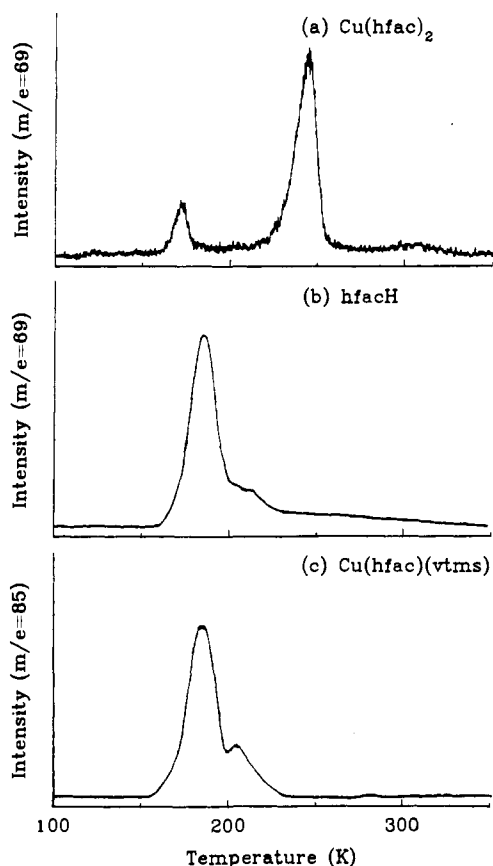 (a) Cu(hfac)₂
Intensity (m/e=69)
(b) hfacH
Intensity (m/e=69)
(c) Cu(hfac)(vtms)
Intensity (m/e=85)
100 200 300
Temperature (K)